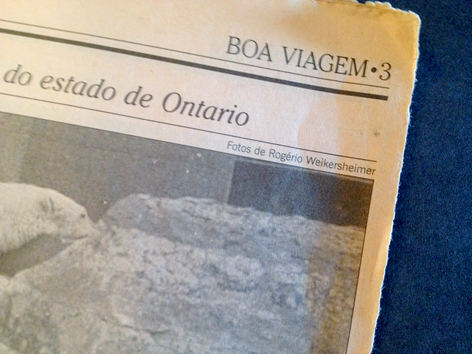 BOA VIAGEM•3
do estado de Ontario
Fotos de Rogério Weikersheimer